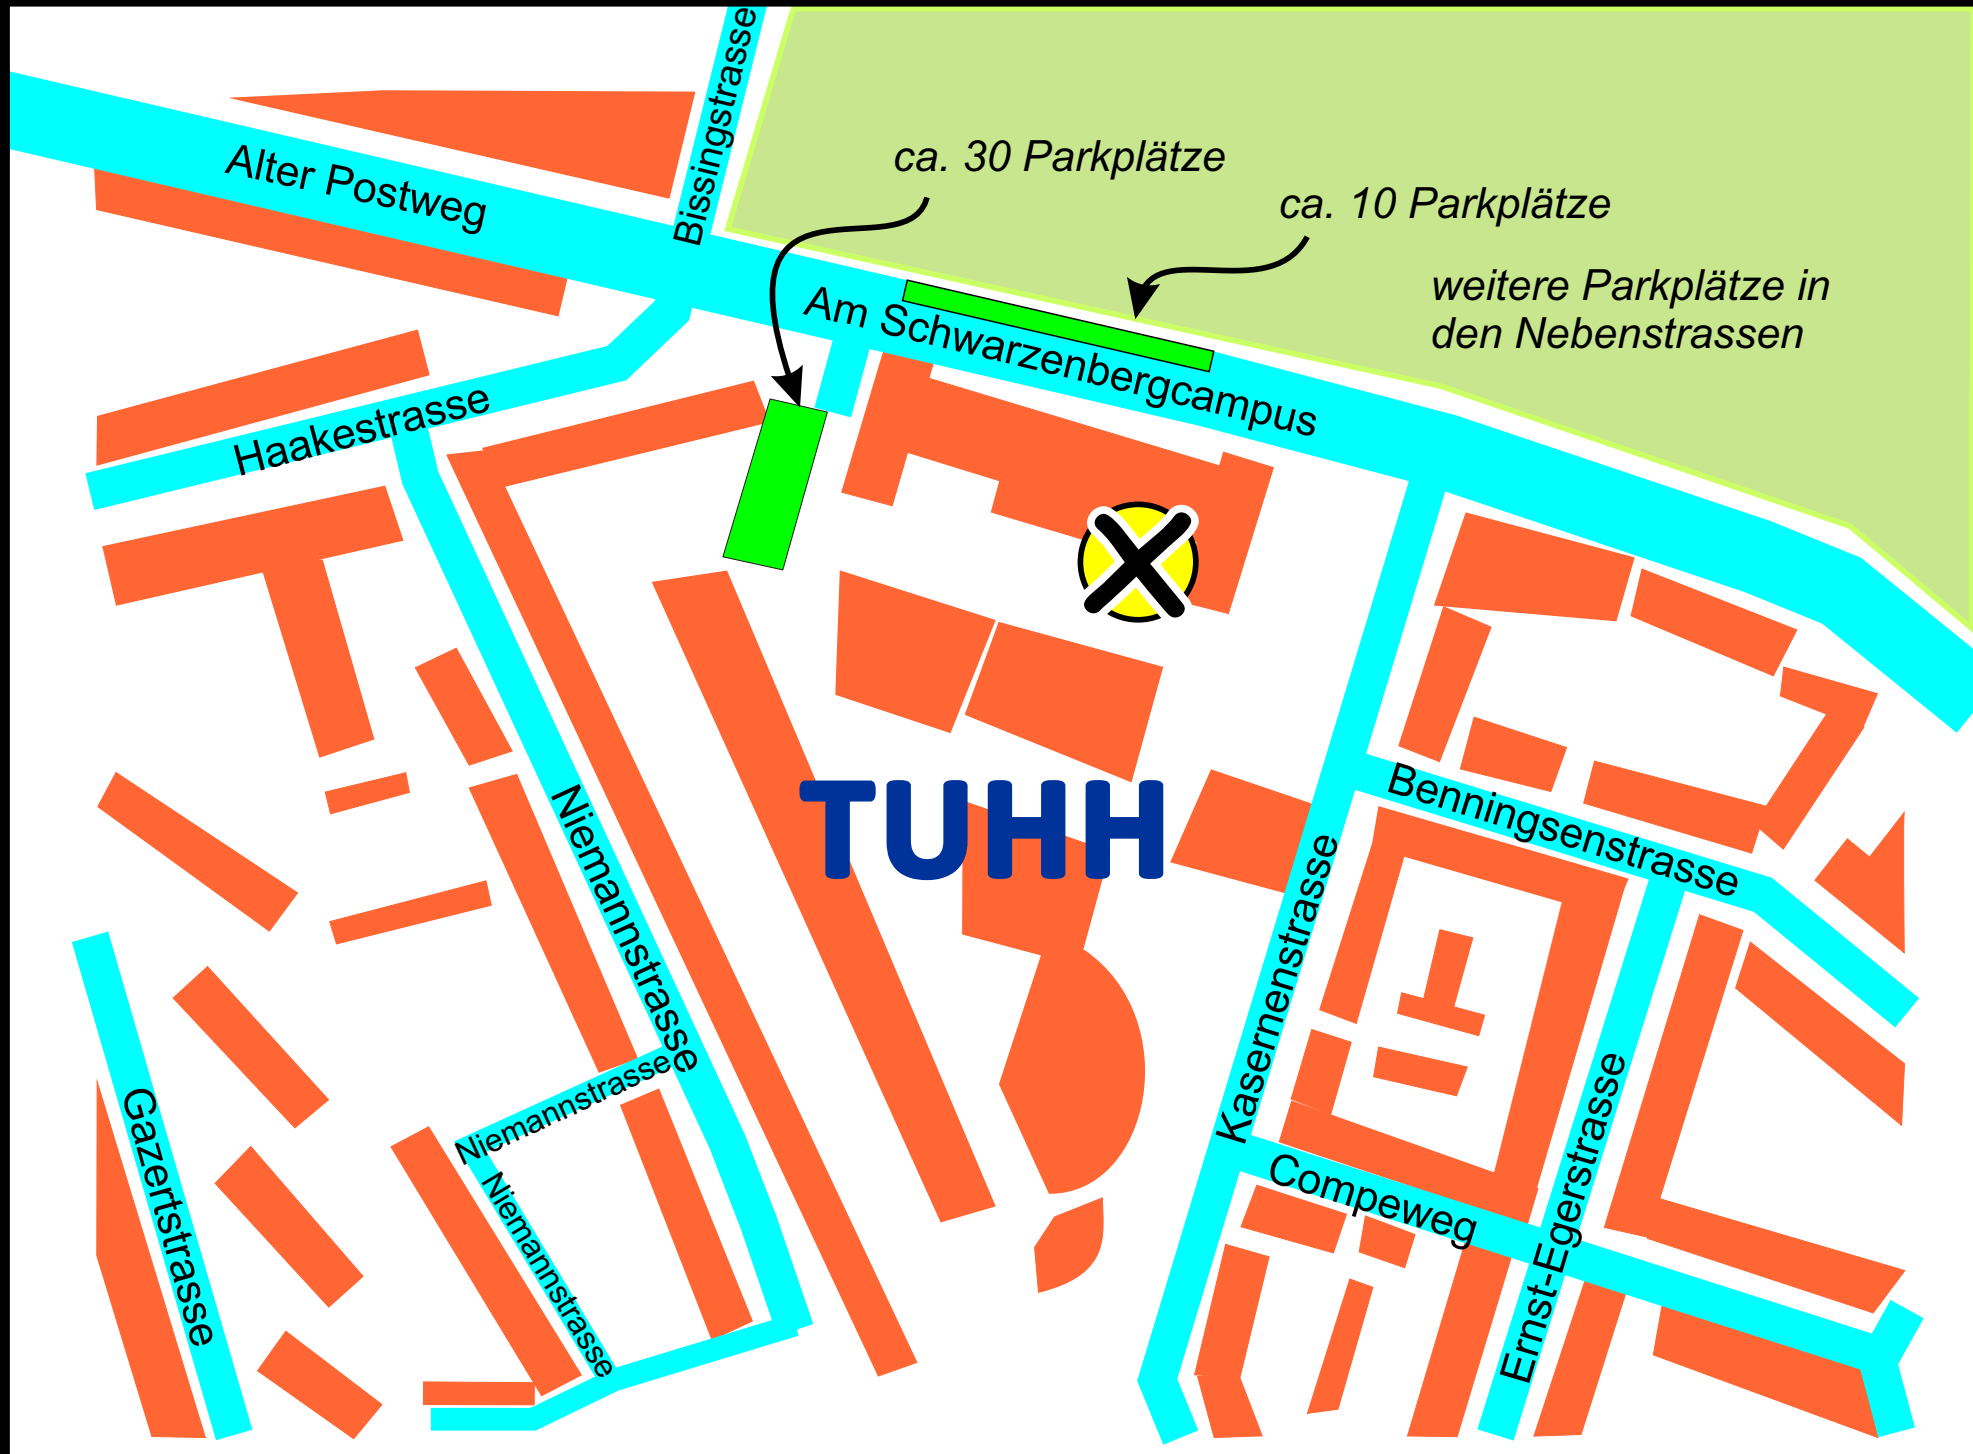 Bissingstrasse
Alter Postweg
ca. 30 Parkplätze
ca. 10 Parkplätze
weitere Parkplätze in
den Nebenstrassen
Am Schwarzenbergcampus
Haakestrasse
TUHH
Niemannstrasse
Benningsenstrasse
Kasernenstrasse
Niemannstrasse
Niemannstrasse
Gazertstrasse
Compeweg
Ernst-Egerstrasse